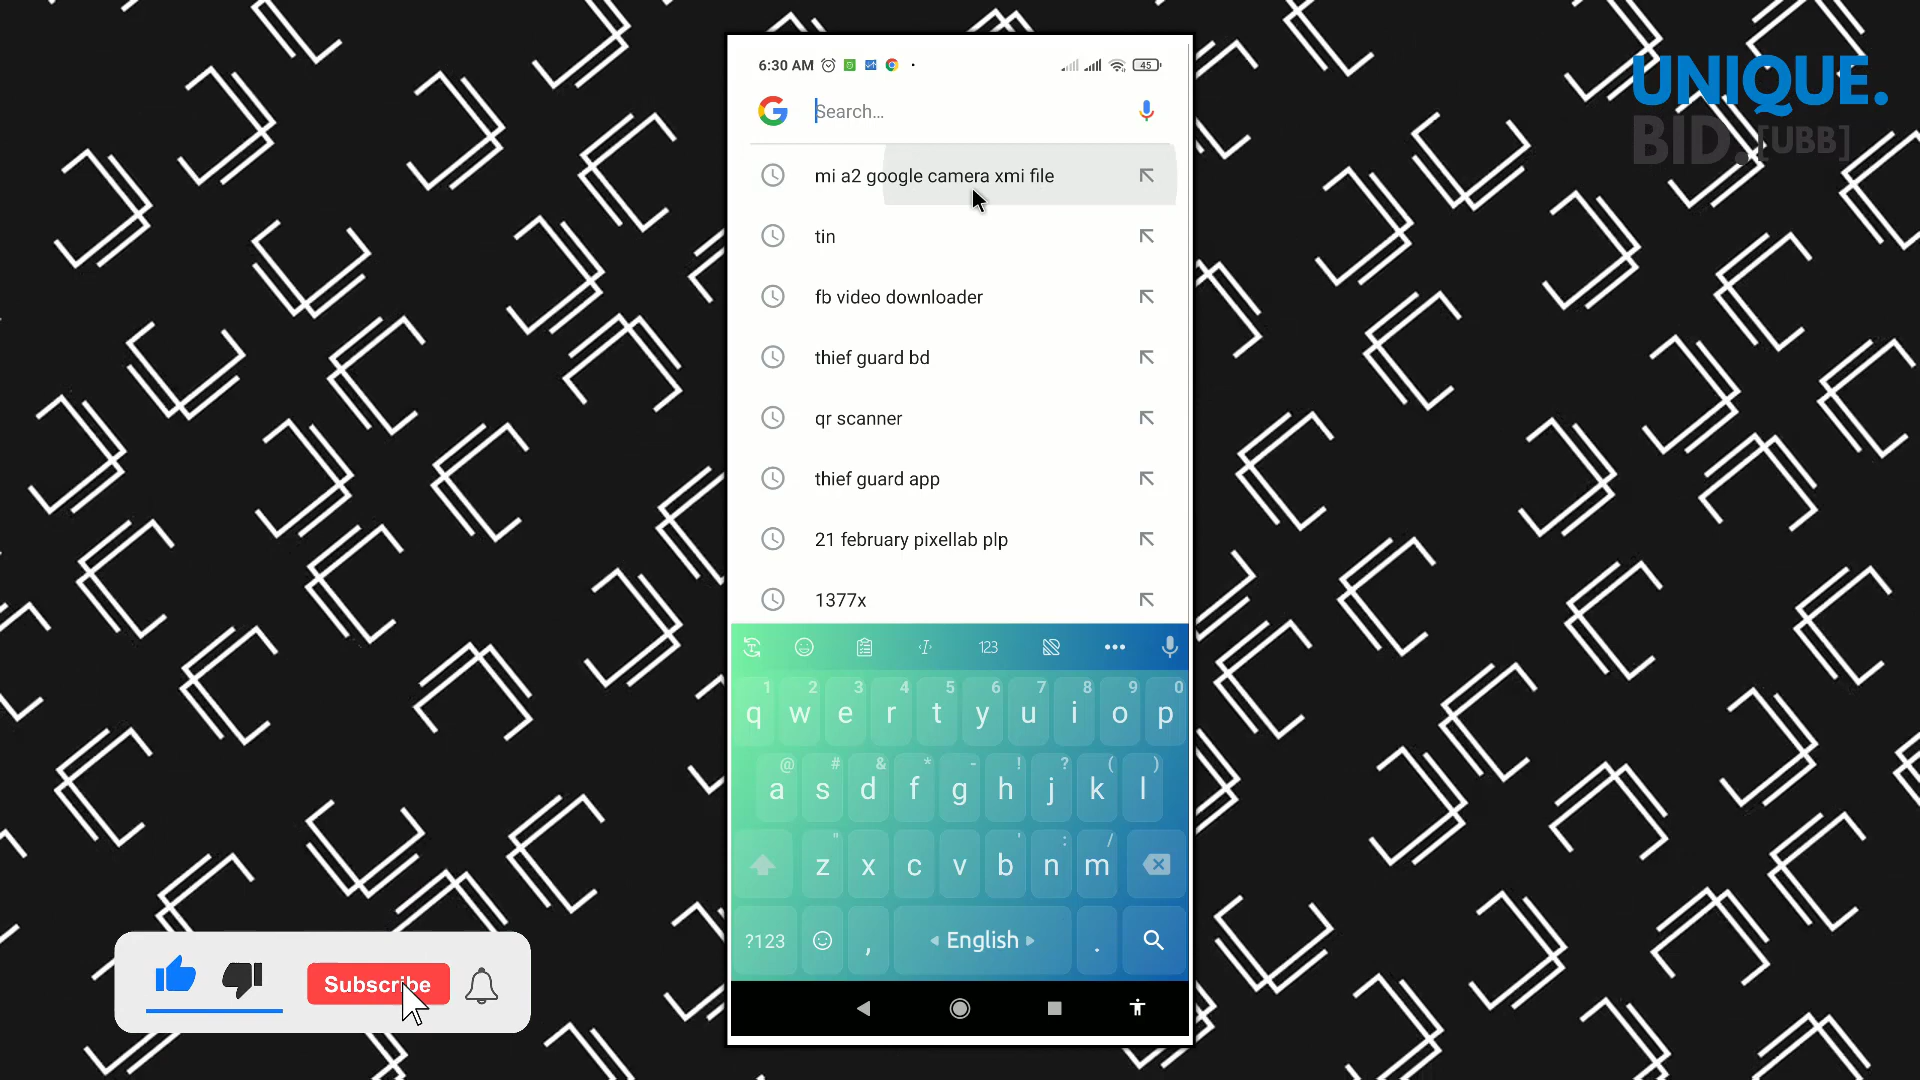 UNIQUE.
BID. [UBB]
6:30 AM
45
Search...
mi a2 google camera xmi file
tin
fb video downloader
thief guard bd
qr scanner
thief guard app
21 february pixellab plp
1377x
123
1 2 3 4 5 6 7 8 9 0
q w e r t y u i o p
@ # & * - ! ? ( )
a s d f g h j k l
" ' : /
z x c v b n m
?123 , English .
Subscribe